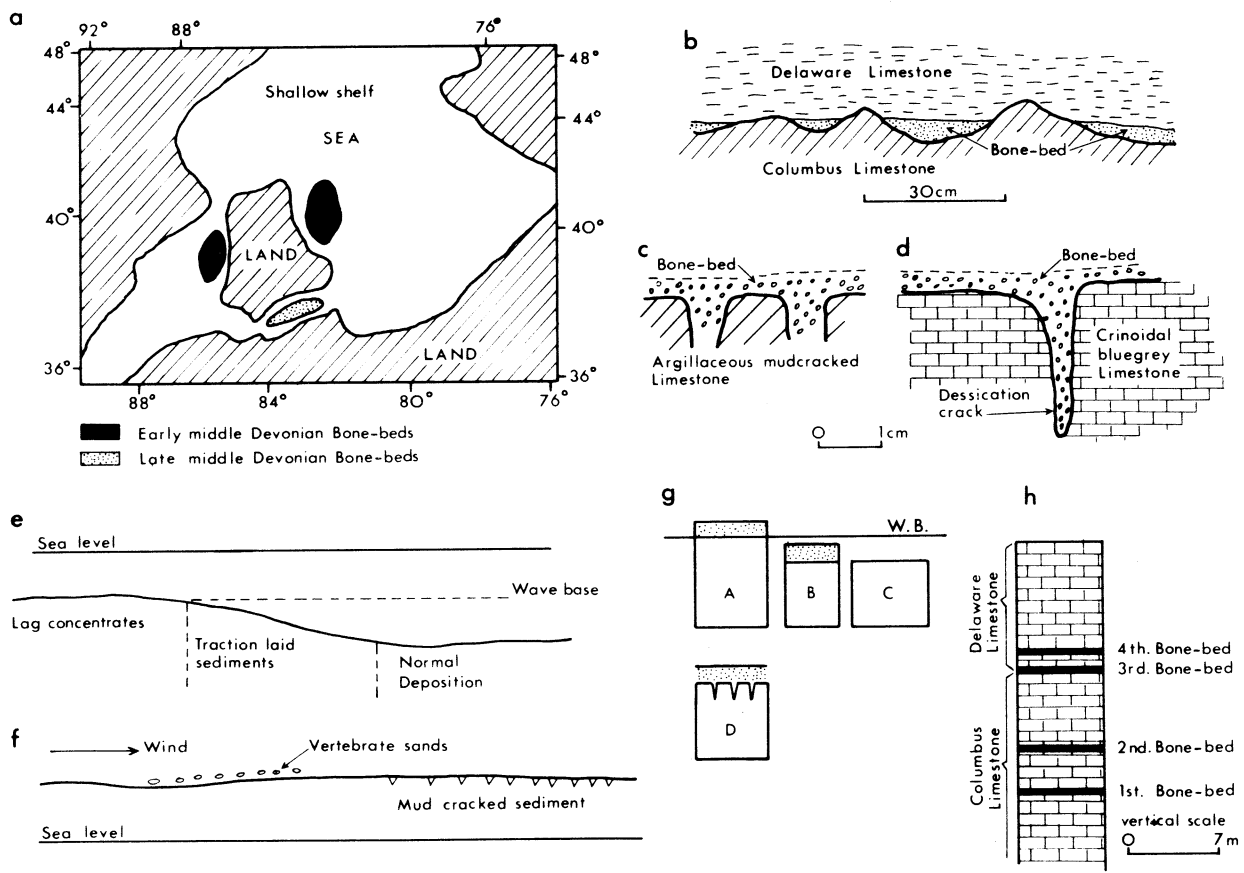 a
92° 88° 76°
48° 48°
Shallow shelf
44° 44°
SEA
40° 40°
LAND
LAND
36° 36°
88° 84° 80° 76°
Early middle Devonian Bone-beds
Late middle Devonian Bone-beds
b
Delaware Limestone
Bone-bed
Columbus Limestone
30cm
c
Bone-bed
Argillaceous mudcracked
Limestone
d
Bone-bed
Crinoidal
bluegrey
Limestone
Dessication
crack
0 1cm
e
Sea level
Wave base
Lag concentrates
Traction laid
sediments
Normal
Deposition
f
Wind
Vertebrate sands
Mud cracked sediment
Sea level
g
W.B.
A B C
D
h
Delaware
Limestone
4th. Bone-bed
3rd. Bone-bed
Columbus
Limestone
2nd. Bone-bed
1st. Bone-bed
vertical scale
0 7m